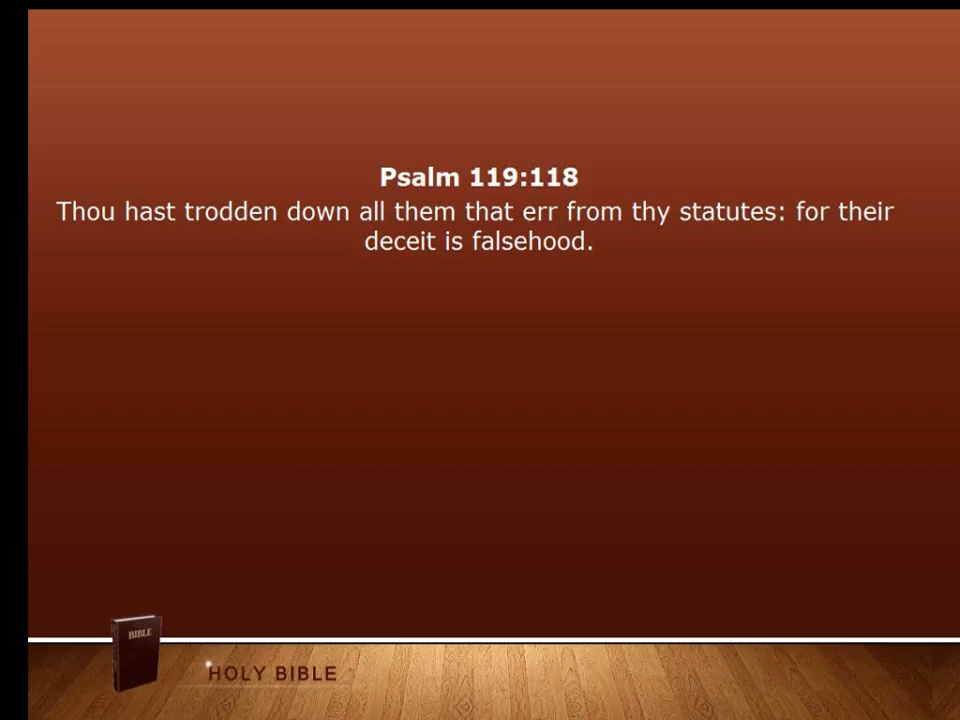 Psalm 119:118
Thou hast trodden down all them that err from thy statutes: for their
deceit is falsehood.
BIBLE
HOLY BIBLE